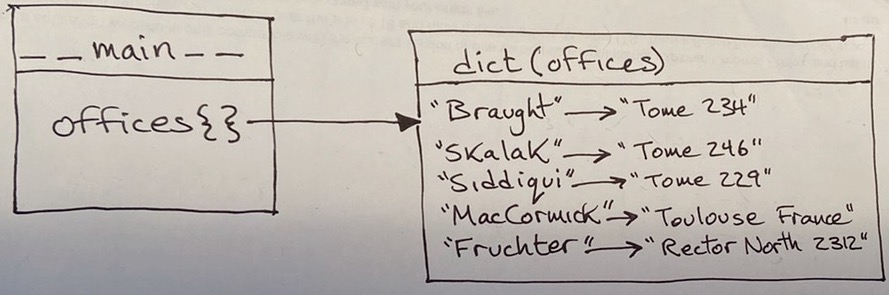 __main__
offices{}
dict(offices)
"Braught" → "Tome 234"
"Skalak" → "Tome 246"
"Siddiqui" → "Tome 229"
"MacCormick" → "Toulouse France"
"Fruchter" → "Rector North 2312"